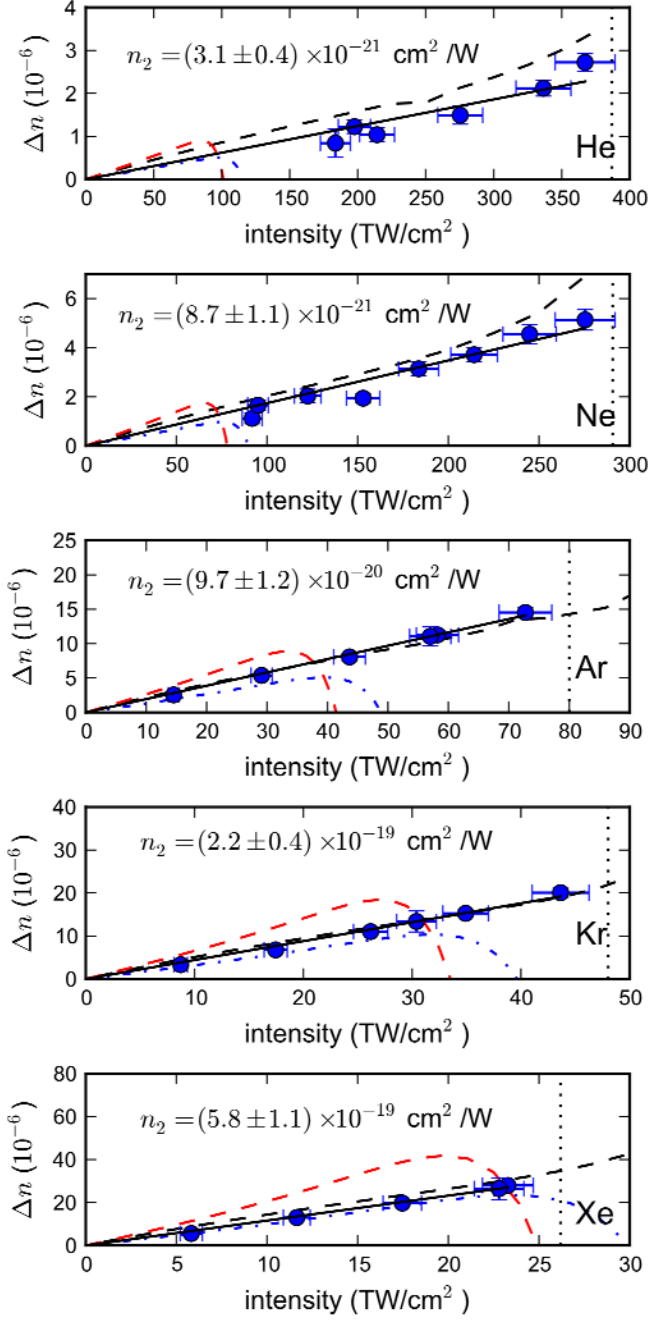 4
n₂ = (3.1 ± 0.4) ×10⁻²¹ cm² /W
3
2
1
0
Δn (10⁻⁶)
He
0 50 100 150 200 250 300 350 400
intensity (TW/cm² )
6
n₂ = (8.7 ± 1.1) ×10⁻²¹ cm² /W
4
2
0
Δn (10⁻⁶)
Ne
0 50 100 150 200 250 300
intensity (TW/cm² )
25
n₂ = (9.7 ± 1.2) ×10⁻²⁰ cm² /W
20
15
10
5
0
Δn (10⁻⁶)
Ar
0 10 20 30 40 50 60 70 80 90
intensity (TW/cm² )
40
n₂ = (2.2 ± 0.4) ×10⁻¹⁹ cm² /W
30
20
10
0
Δn (10⁻⁶)
Kr
0 10 20 30 40 50
intensity (TW/cm² )
80
n₂ = (5.8 ± 1.1) ×10⁻¹⁹ cm² /W
60
40
20
0
Δn (10⁻⁶)
Xe
0 5 10 15 20 25 30
intensity (TW/cm² )